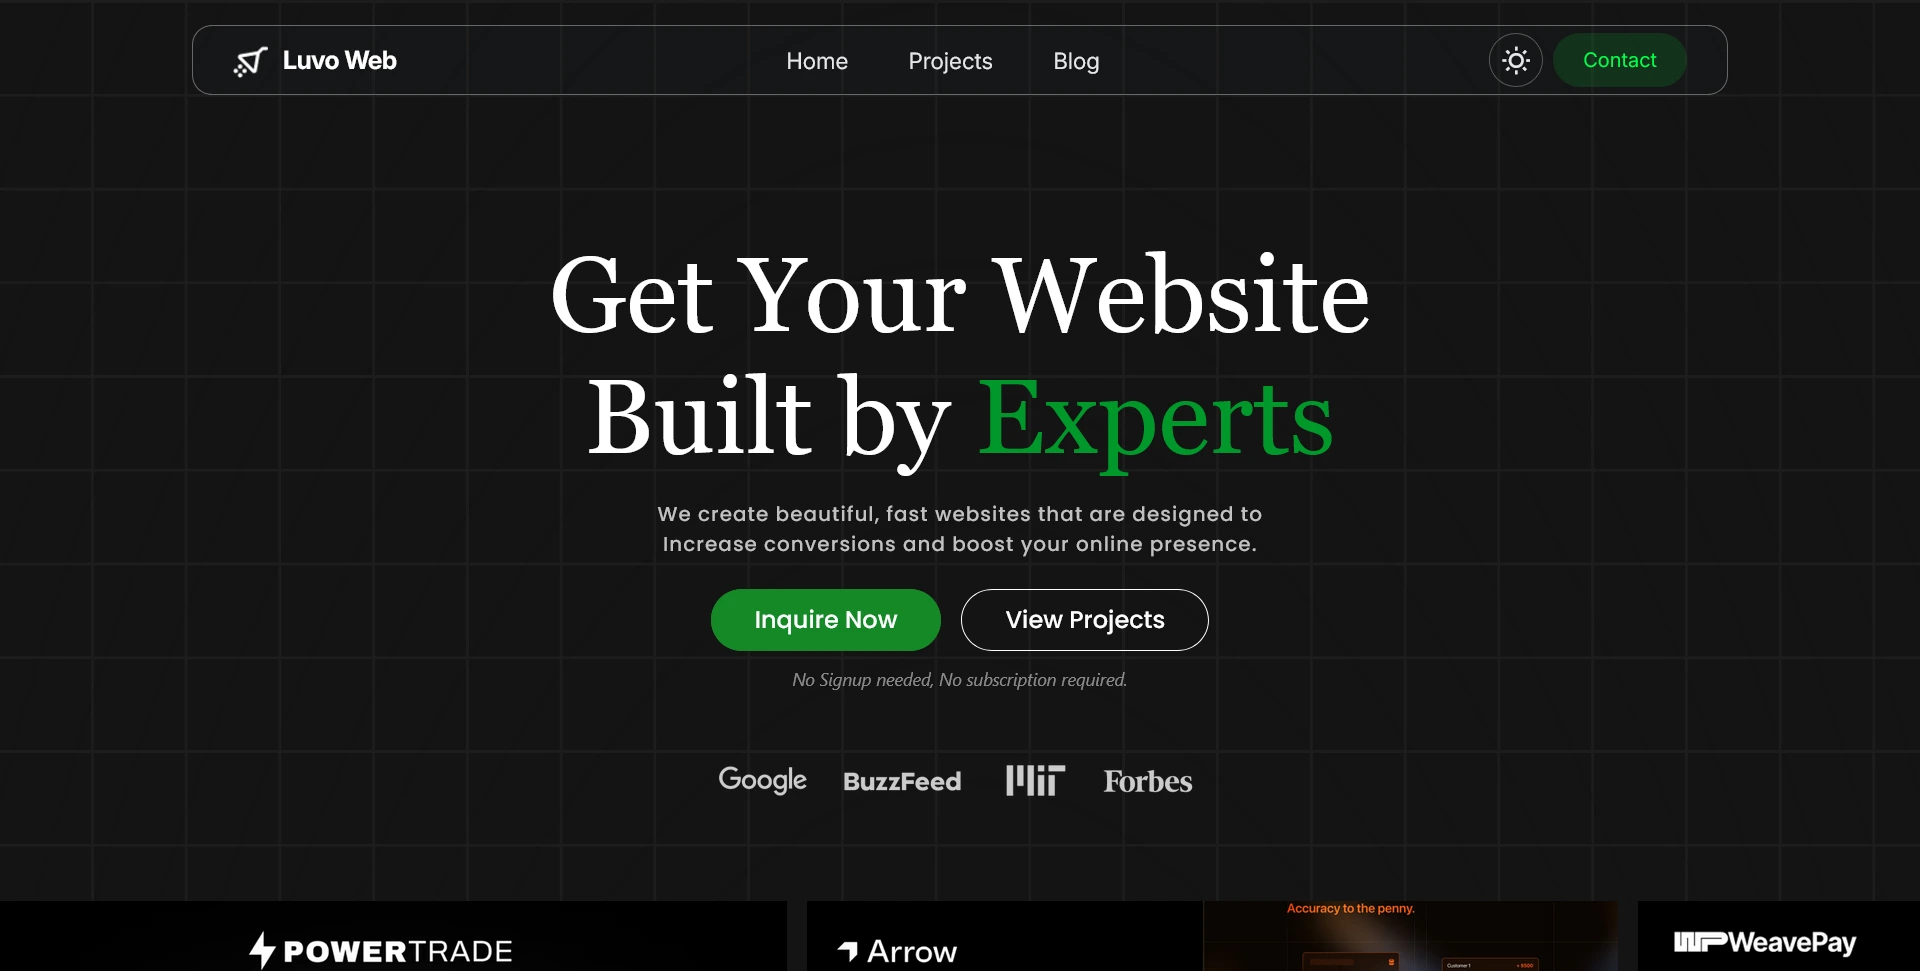 Luvo Web
Home
Projects
Blog
Contact
Get Your Website
Built by Experts
We create beautiful, fast websites that are designed to
Increase conversions and boost your online presence.
Inquire Now
View Projects
No Signup needed, No subscription required.
Google
BuzzFeed
MIT
Forbes
POWERTRADE
Arrow
Accuracy to the penny.
Customer 1
WeavePay